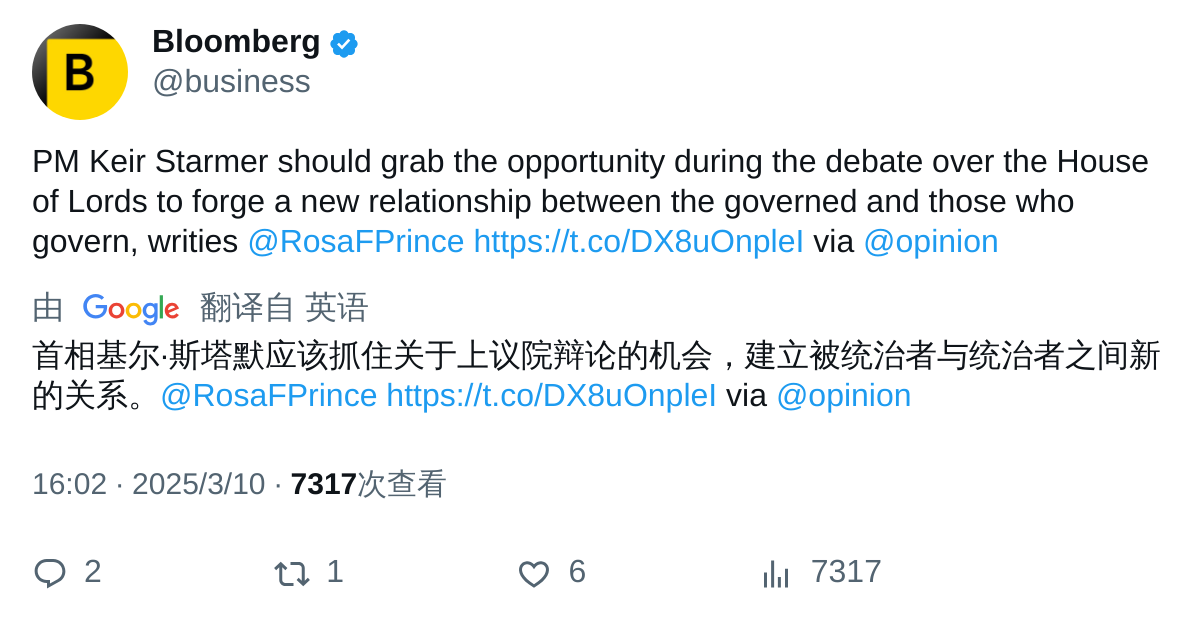 B
Bloomberg
@business
PM Keir Starmer should grab the opportunity during the debate over the House
of Lords to forge a new relationship between the governed and those who
govern, writies @RosaFPrince https://t.co/DX8uOnpleI via @opinion
由 Google 翻译自 英语
首相基尔·斯塔默应该抓住关于上议院辩论的机会，建立被统治者与统治者之间新
的关系。@RosaFPrince https://t.co/DX8uOnpleI via @opinion
16:02 · 2025/3/10 · 7317次查看
2 1 6 7317